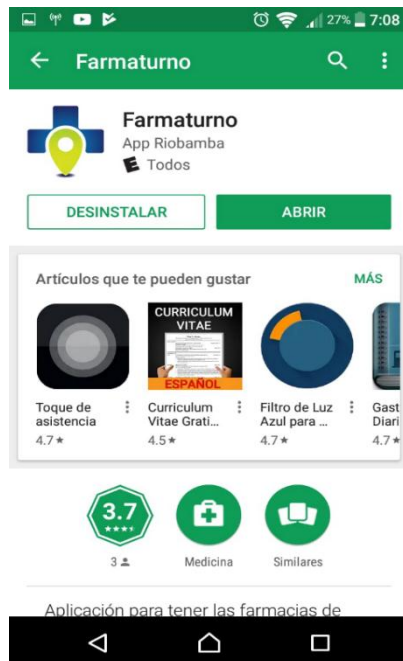 27% 7:08
Farmaturno
Farmaturno
App Riobamba
E Todos
DESINSTALAR ABRIR
Artículos que te pueden gustar MÁS
CURRICULUM
VITAE
ESPAÑOL
Toque de
asistencia
4.7★
Curriculum
Vitae Grati...
4.5★
Filtro de Luz
Azul para ...
4.7★
Gast
Diari
4.7★
3.7
3
Medicina
Similares
Aplicación para tener las farmacias de